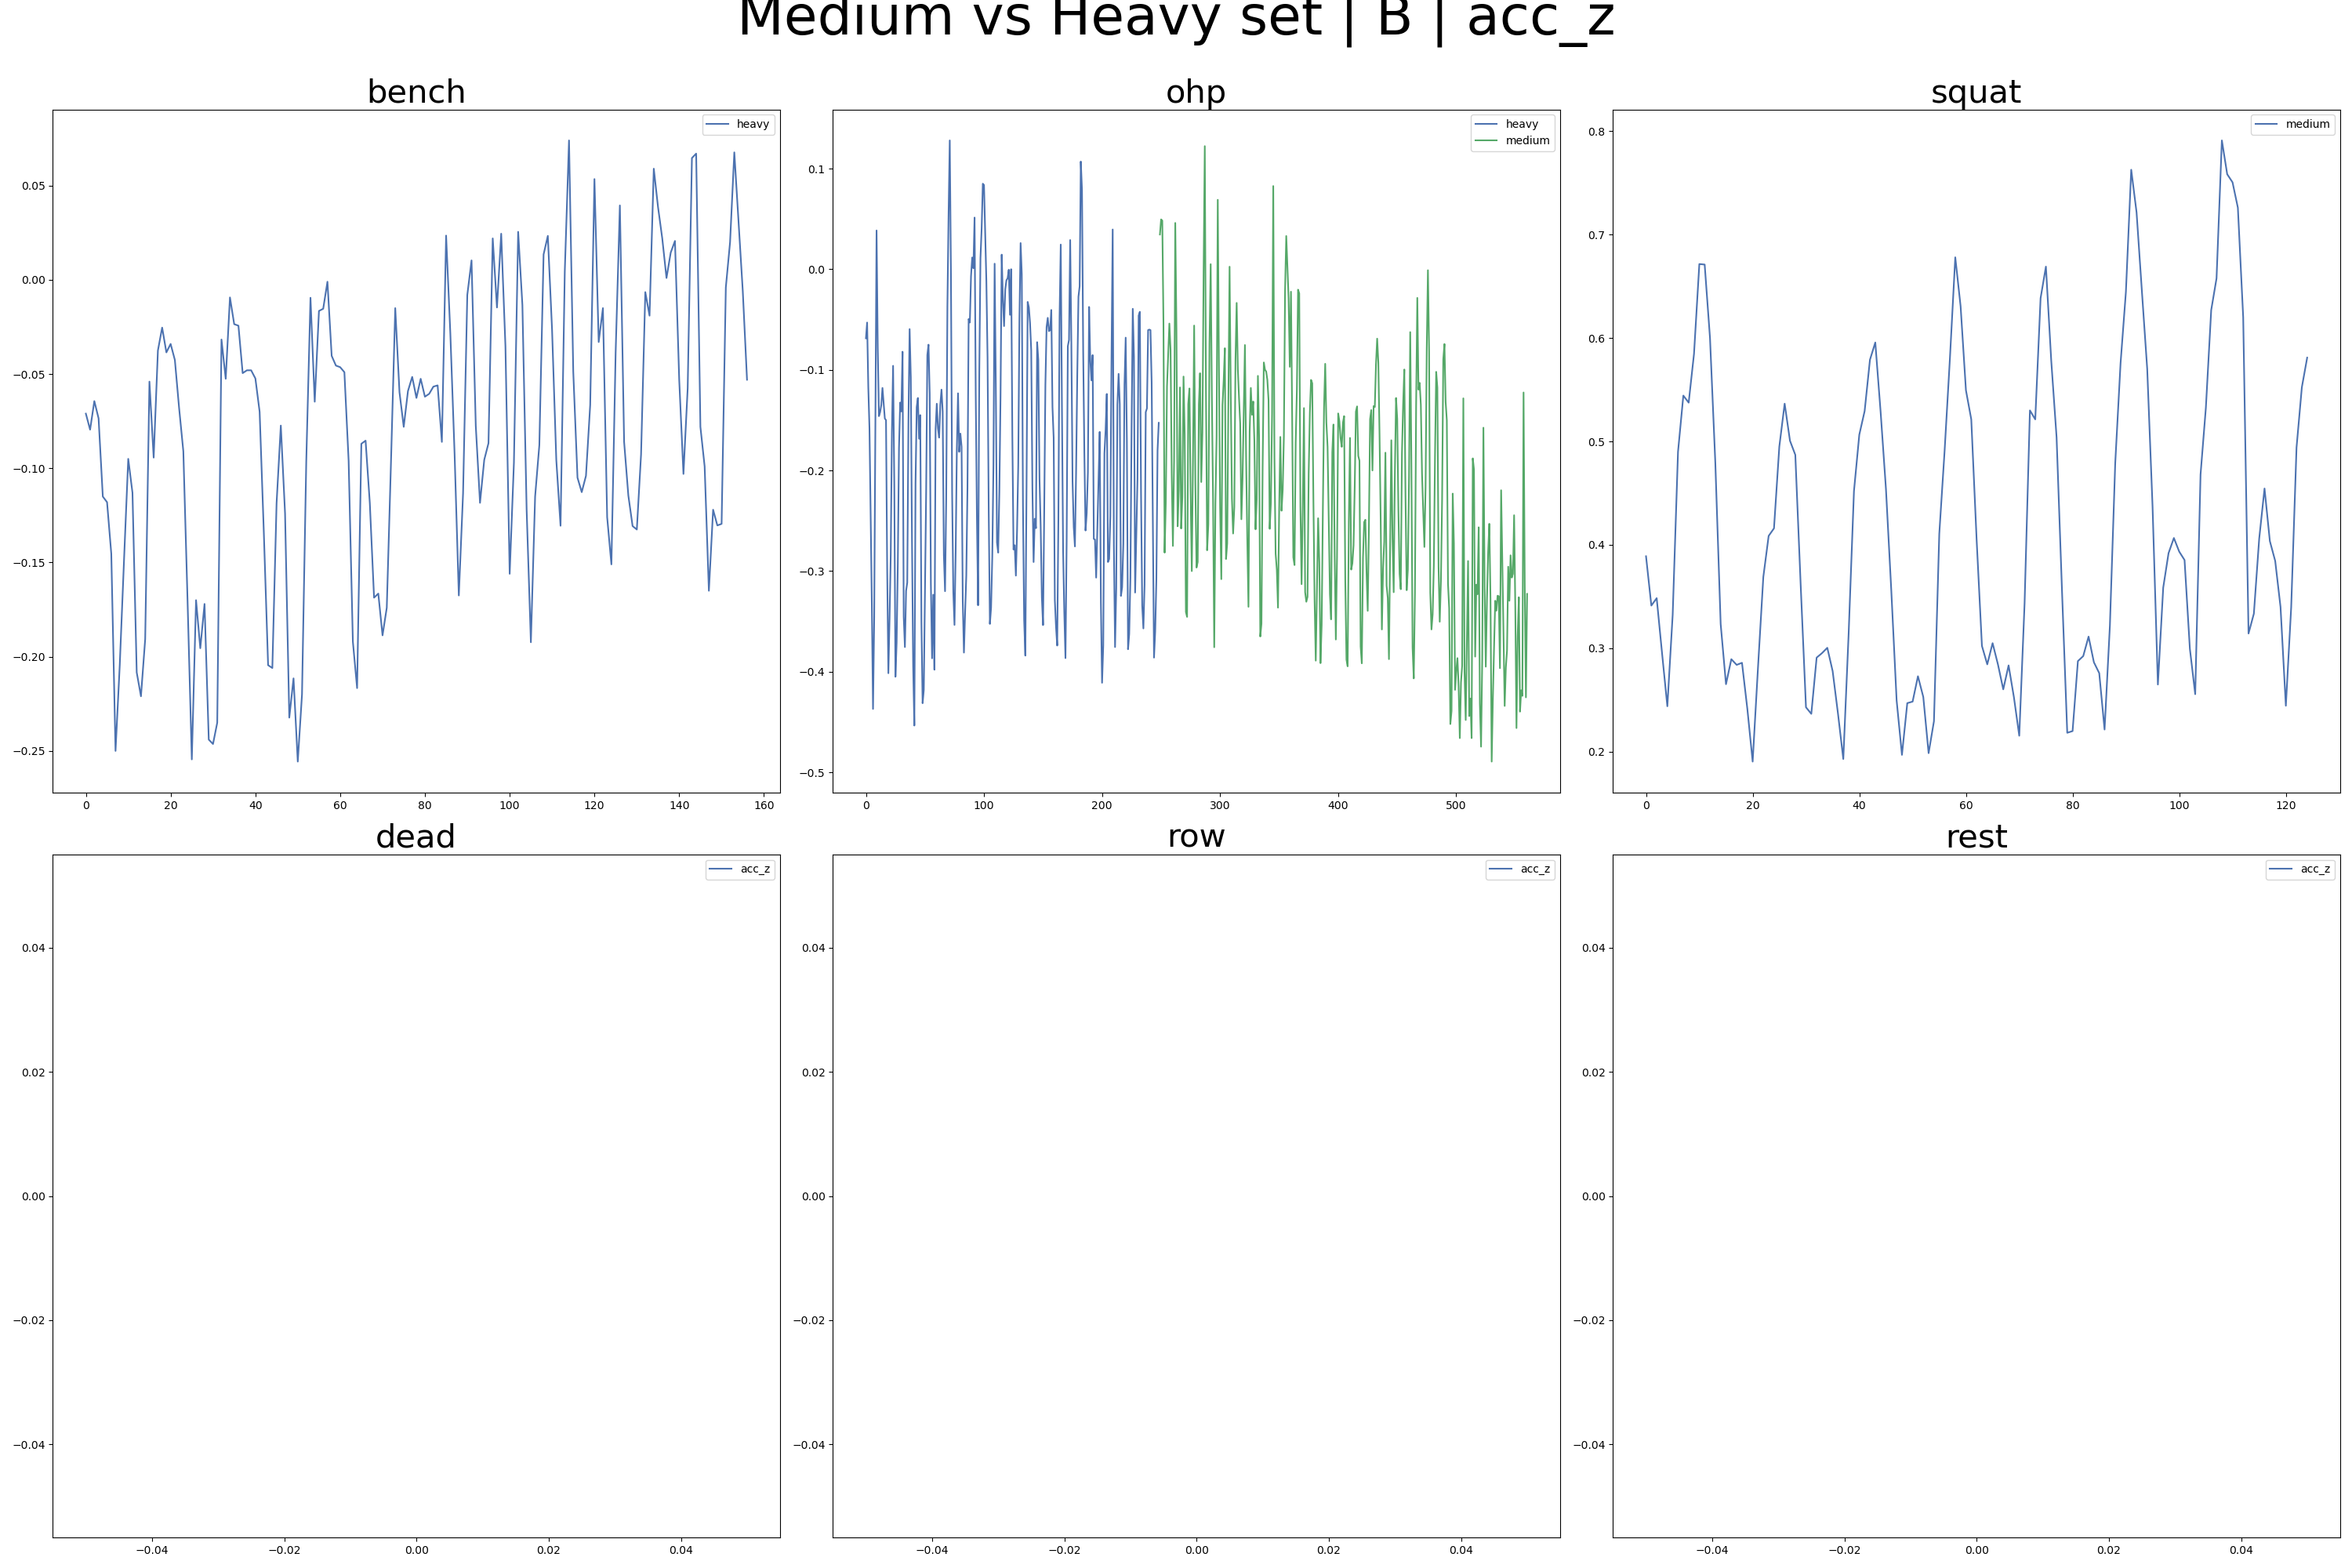 Medium vs Heavy set | B | acc_z
bench
ohp
squat
heavy
heavy
medium
medium
0.05
0.00
−0.05
−0.10
−0.15
−0.20
−0.25
0.1
0.0
−0.1
−0.2
−0.3
−0.4
−0.5
0.8
0.7
0.6
0.5
0.4
0.3
0.2
0 20 40 60 80 100 120 140 160
0 100 200 300 400 500
0 20 40 60 80 100 120
dead
row
rest
acc_z
acc_z
acc_z
0.04
0.02
0.00
−0.02
−0.04
0.04
0.02
0.00
−0.02
−0.04
0.04
0.02
0.00
−0.02
−0.04
−0.04 −0.02 0.00 0.02 0.04
−0.04 −0.02 0.00 0.02 0.04
−0.04 −0.02 0.00 0.02 0.04